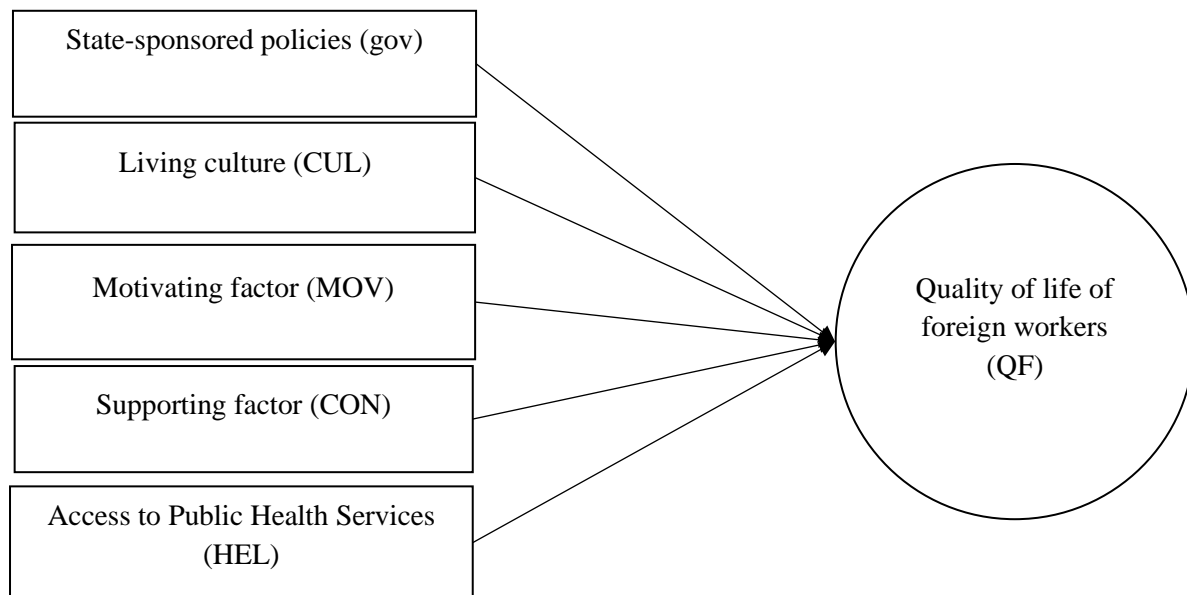 State-sponsored policies (gov)
Living culture (CUL)
Motivating factor (MOV)
Supporting factor (CON)
Access to Public Health Services
(HEL)
Quality of life of
foreign workers
(QF)